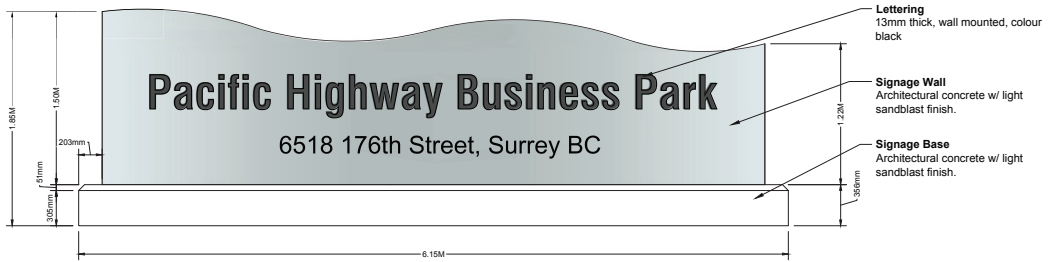 Lettering
13mm thick, wall mounted, colour
black
Pacific Highway Business Park
6518 176th Street, Surrey BC
Signage Wall
Architectural concrete w/ light
sandblast finish.
Signage Base
Architectural concrete w/ light
sandblast finish.
1.85M
1.50M
203mm
51mm
305mm
1.22M
356mm
6.15M